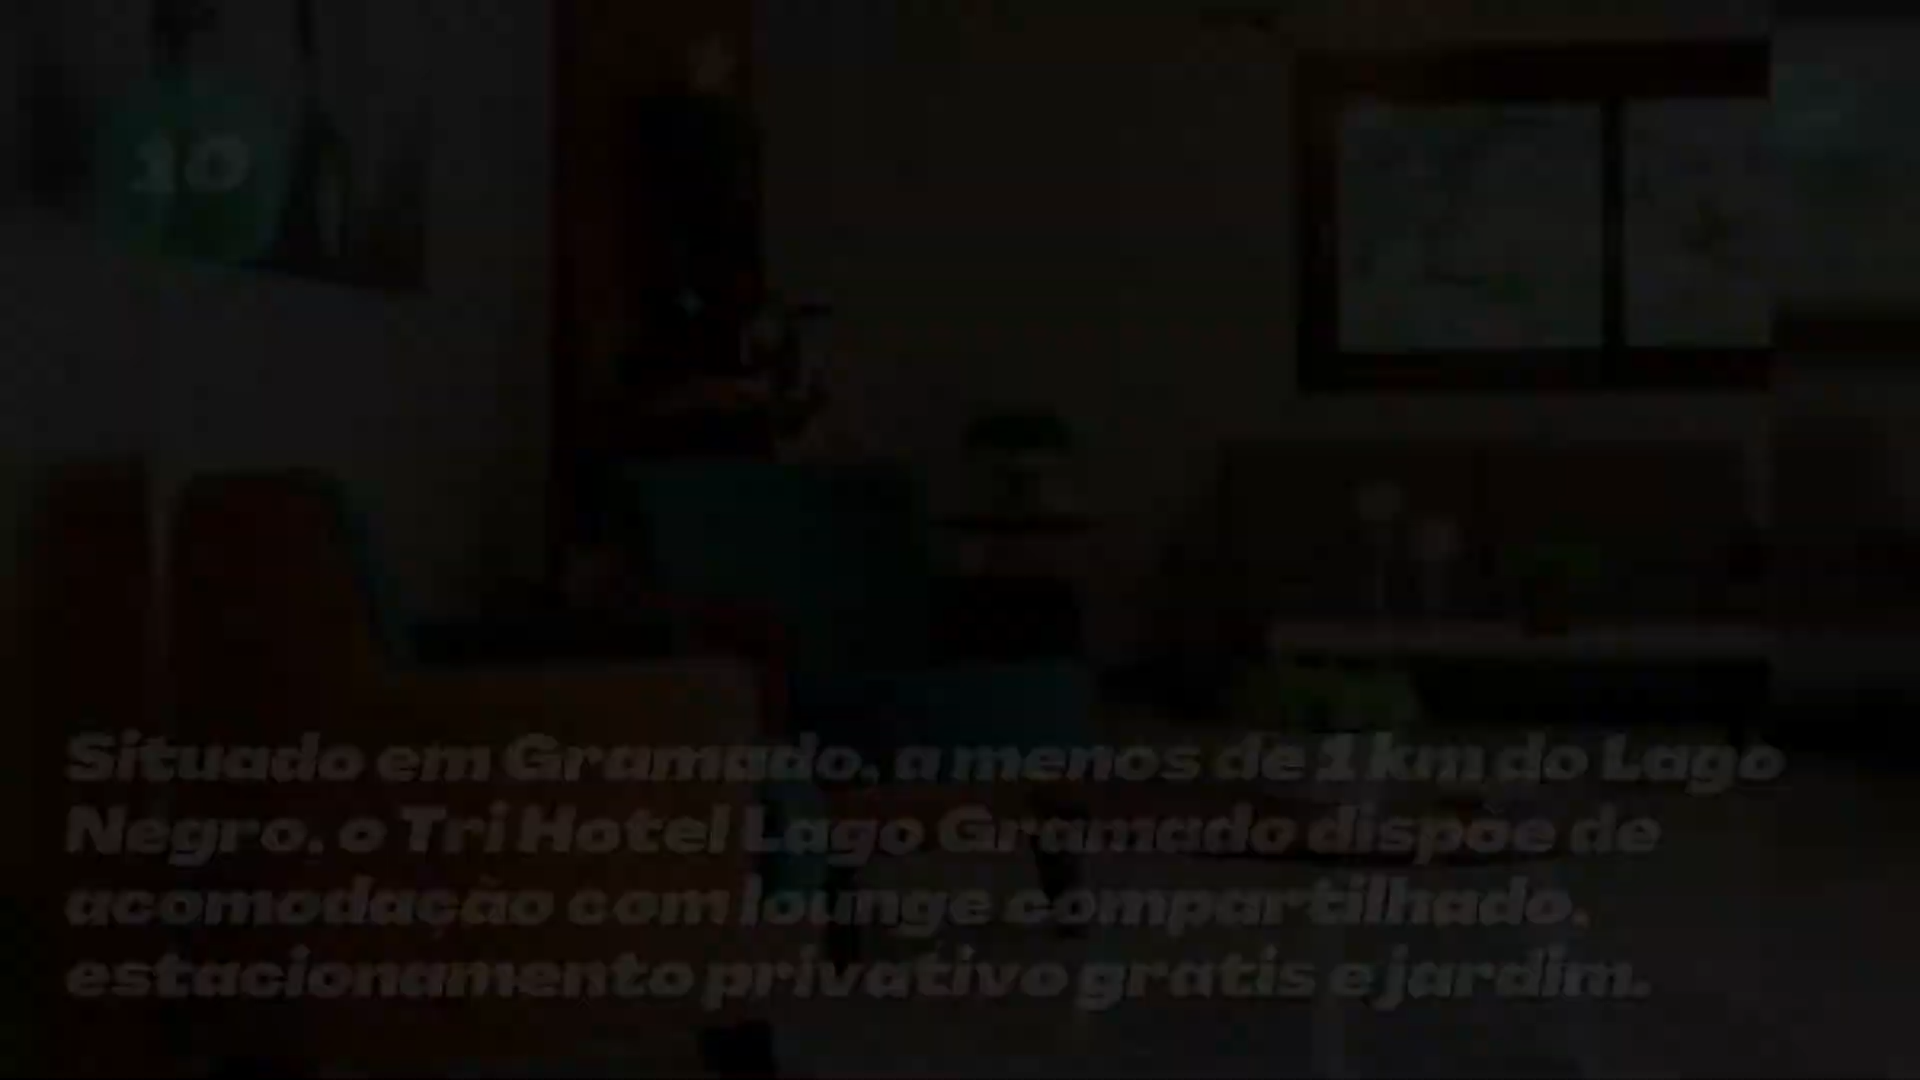 10
Situado em Gramado, a menos de 1 km do Lago
Negro, o Tri Hotel Lago Gramado dispõe de
acomodação com lounge compartilhado,
estacionamento privativo gratis e jardim.